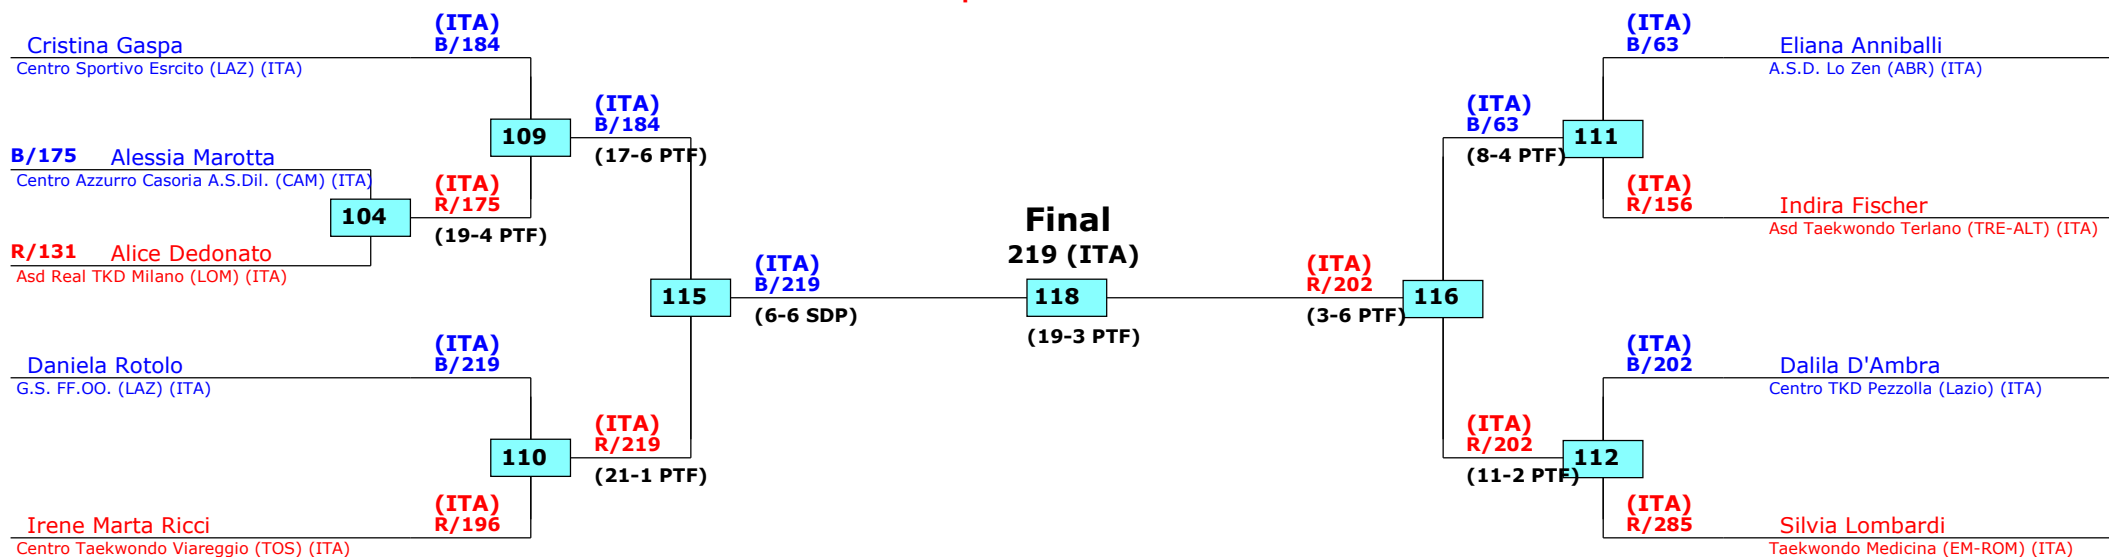 (ITA)
B/184
Cristina Gaspa
Centro Sportivo Esrcito (LAZ) (ITA)
(ITA)
B/184
109
(17-6 PTF)
B/175 Alessia Marotta
Centro Azzurro Casoria A.S.Dil. (CAM) (ITA)
(ITA)
R/175
104
(19-4 PTF)
R/131 Alice Dedonato
Asd Real TKD Milano (LOM) (ITA)
115
(ITA)
B/219
(6-6 SDP)
(ITA)
B/219
Daniela Rotolo
G.S. FF.OO. (LAZ) (ITA)
(ITA)
R/219
110
(21-1 PTF)
(ITA)
R/196
Irene Marta Ricci
Centro Taekwondo Viareggio (TOS) (ITA)
Final
219 (ITA)
118
(19-3 PTF)
(ITA)
B/63
Eliana Anniballi
A.S.D. Lo Zen (ABR) (ITA)
(ITA)
B/63
111
(8-4 PTF)
(ITA)
R/156
Indira Fischer
Asd Taekwondo Terlano (TRE-ALT) (ITA)
(ITA)
R/202
116
(3-6 PTF)
(ITA)
B/202
Dalila D'Ambra
Centro TKD Pezzolla (Lazio) (ITA)
(ITA)
R/202
112
(11-2 PTF)
(ITA)
R/285
Silvia Lombardi
Taekwondo Medicina (EM-ROM) (ITA)